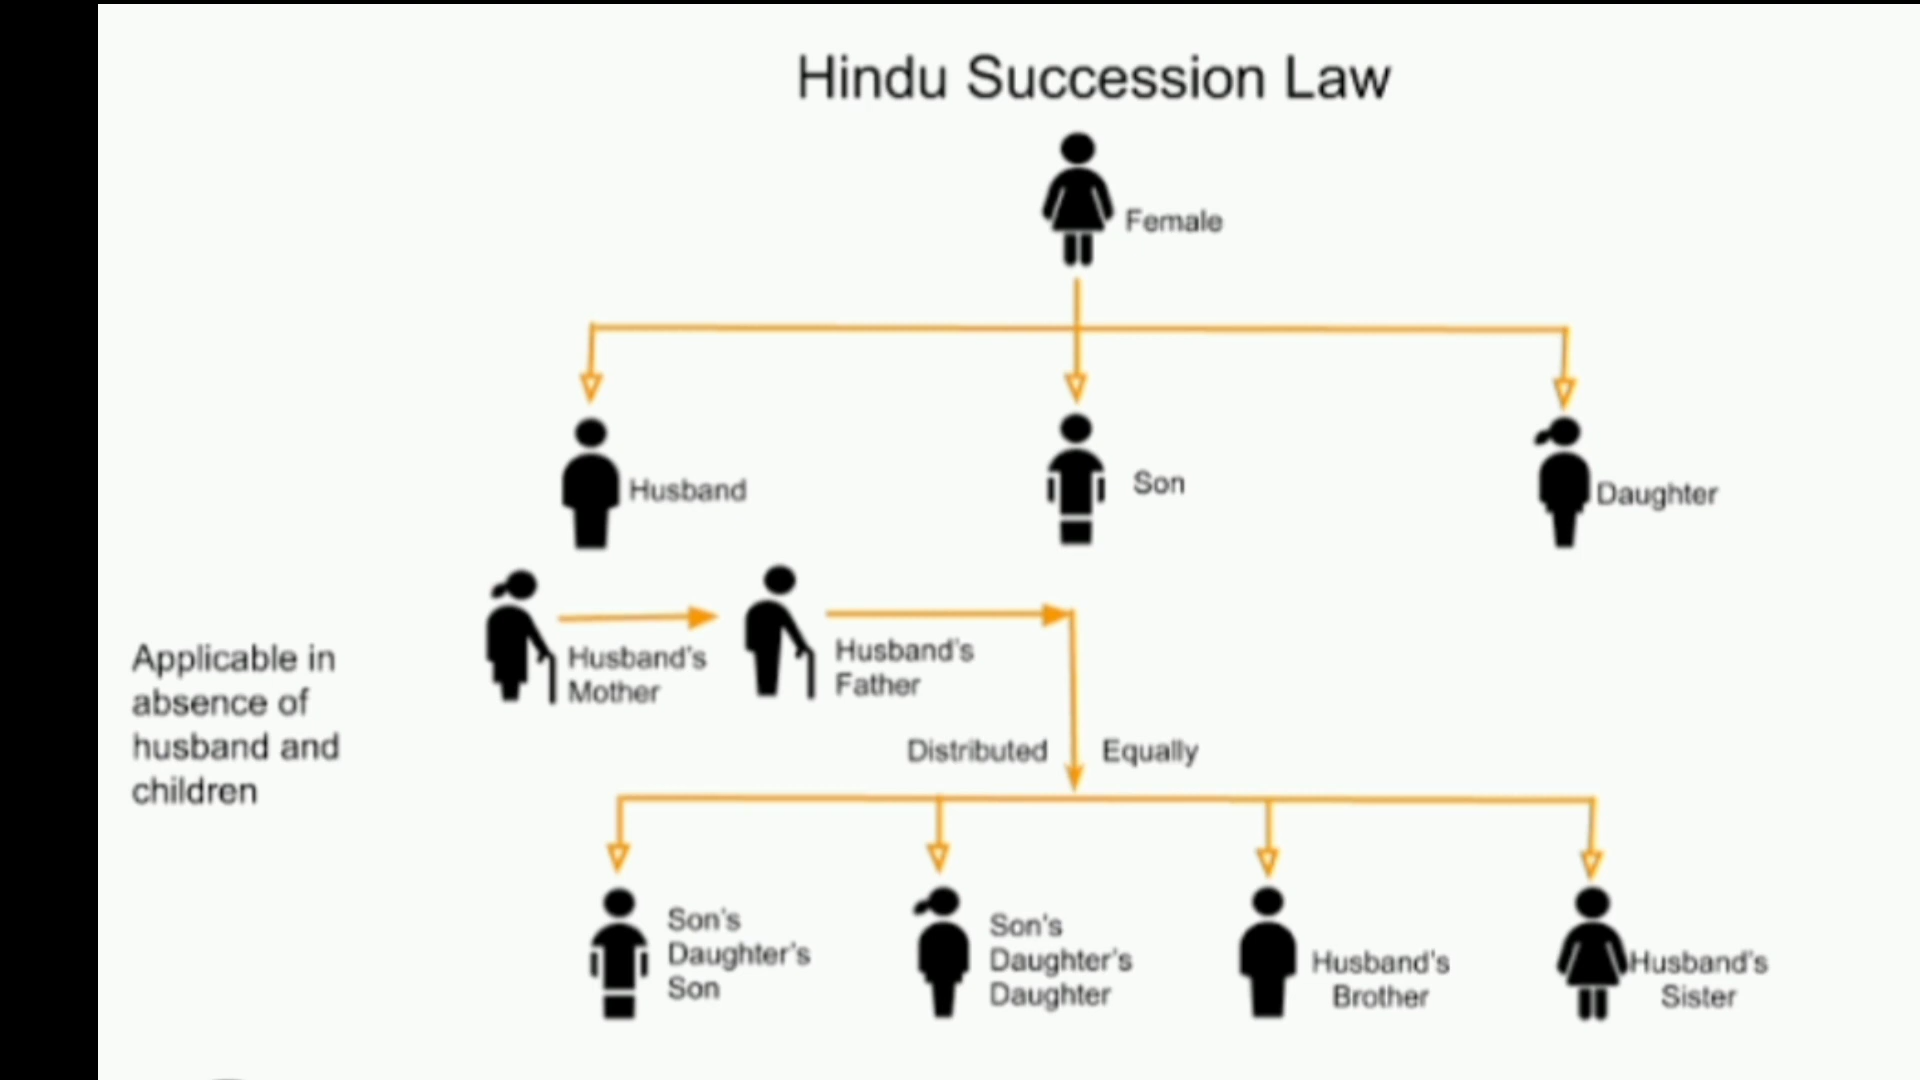 Hindu Succession Law
Female
Husband
Son
Daughter
Applicable in
absence of
husband and
children
Husband's
Mother
Husband's
Father
Distributed Equally
Son's
Daughter's
Son
Son's
Daughter's
Daughter
Husband's
Brother
Husband's
Sister